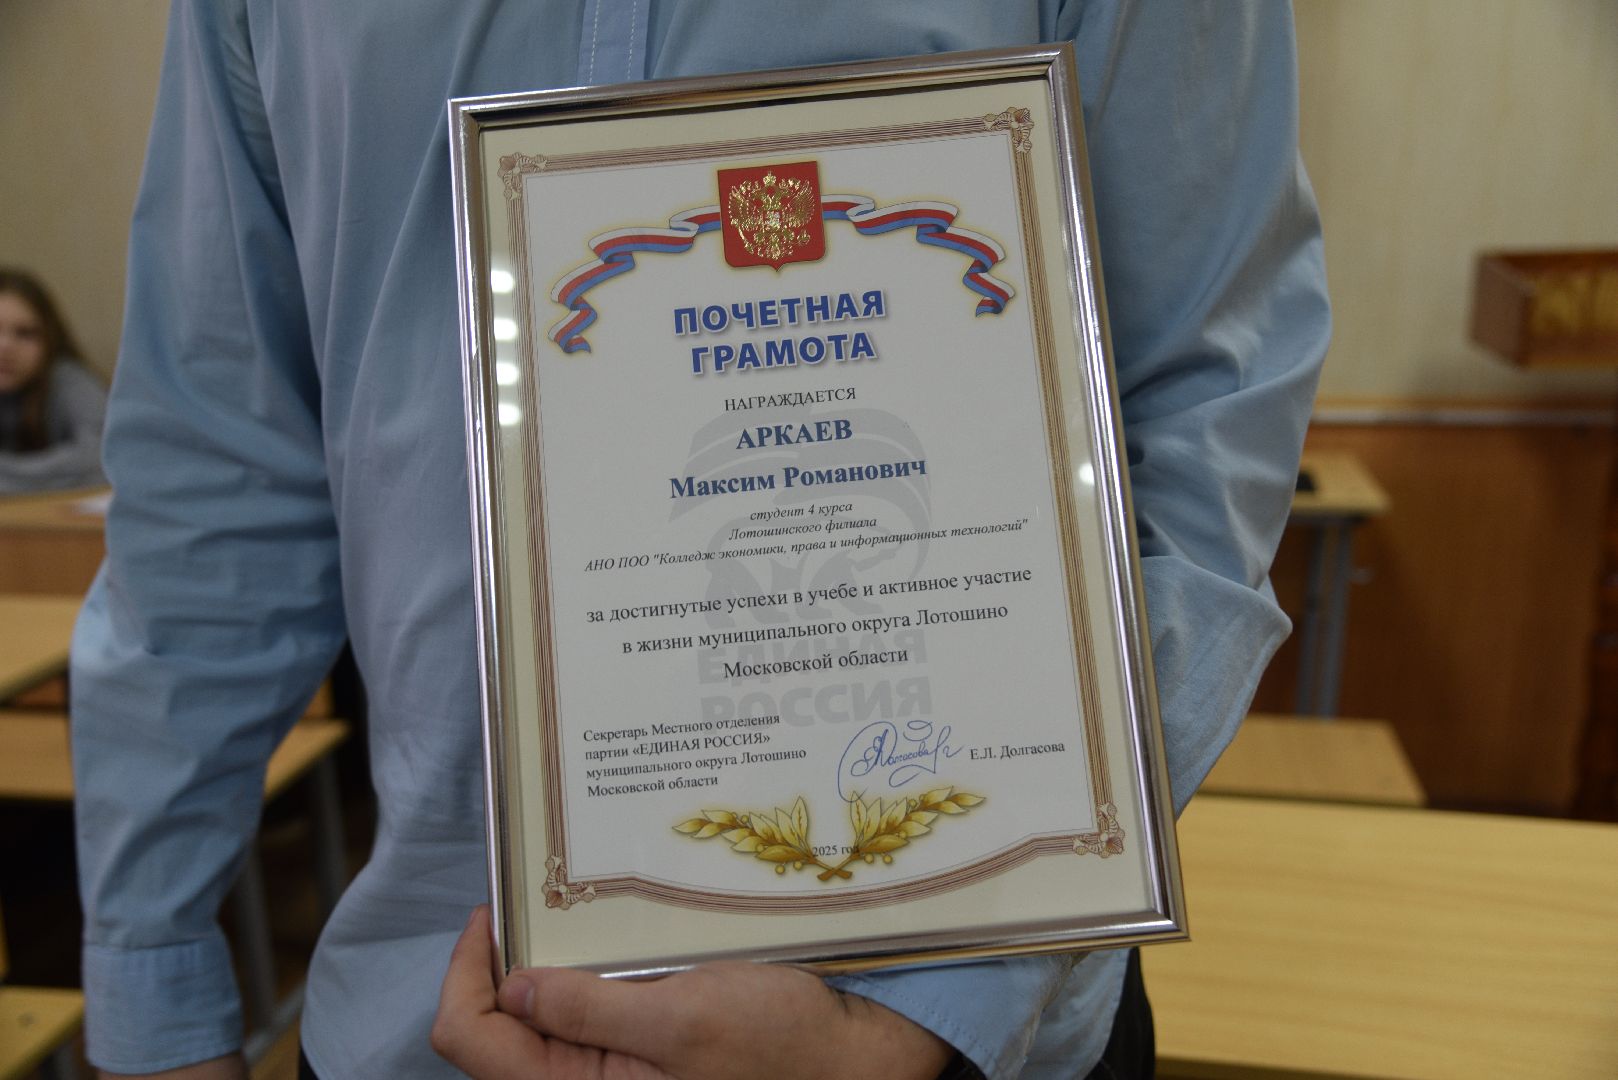 ПОЧЕТНАЯ
ГРАМОТА
НАГРАЖДАЕТСЯ
АРКАЕВ
Максим Романович
студент 4 курса
Лотошинского филиала
АНО ПОО "Колледж экономики, права и информационных технологий"
за достигнутые успехи в учебе и активное участие
в жизни муниципального округа Лотошино
Московской области
ЕДИНАЯ
РОССИЯ
Секретарь Местного отделения
партии «ЕДИНАЯ РОССИЯ»
муниципального округа Лотошино
Московской области
Е.Л. Долгасова
2025 год